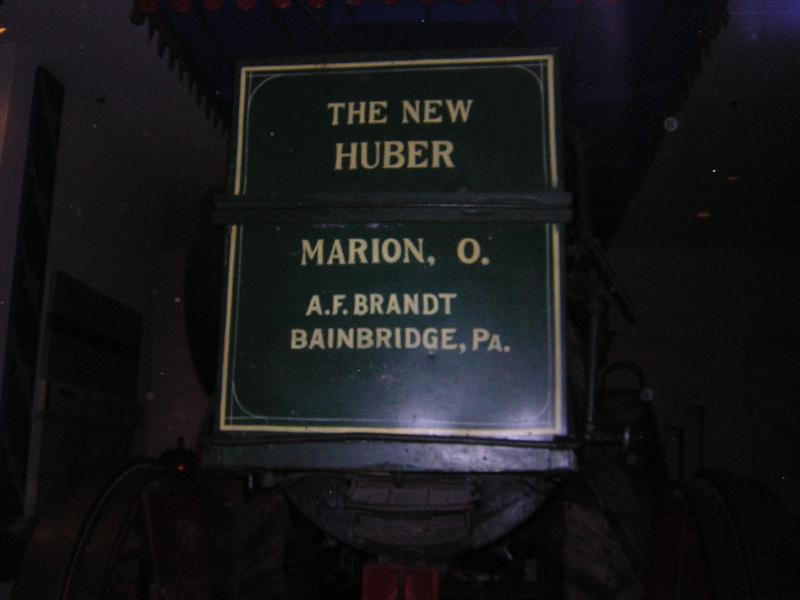 THE NEW
HUBER
MARION, O.
A.F. BRANDT
BAINBRIDGE, PA.